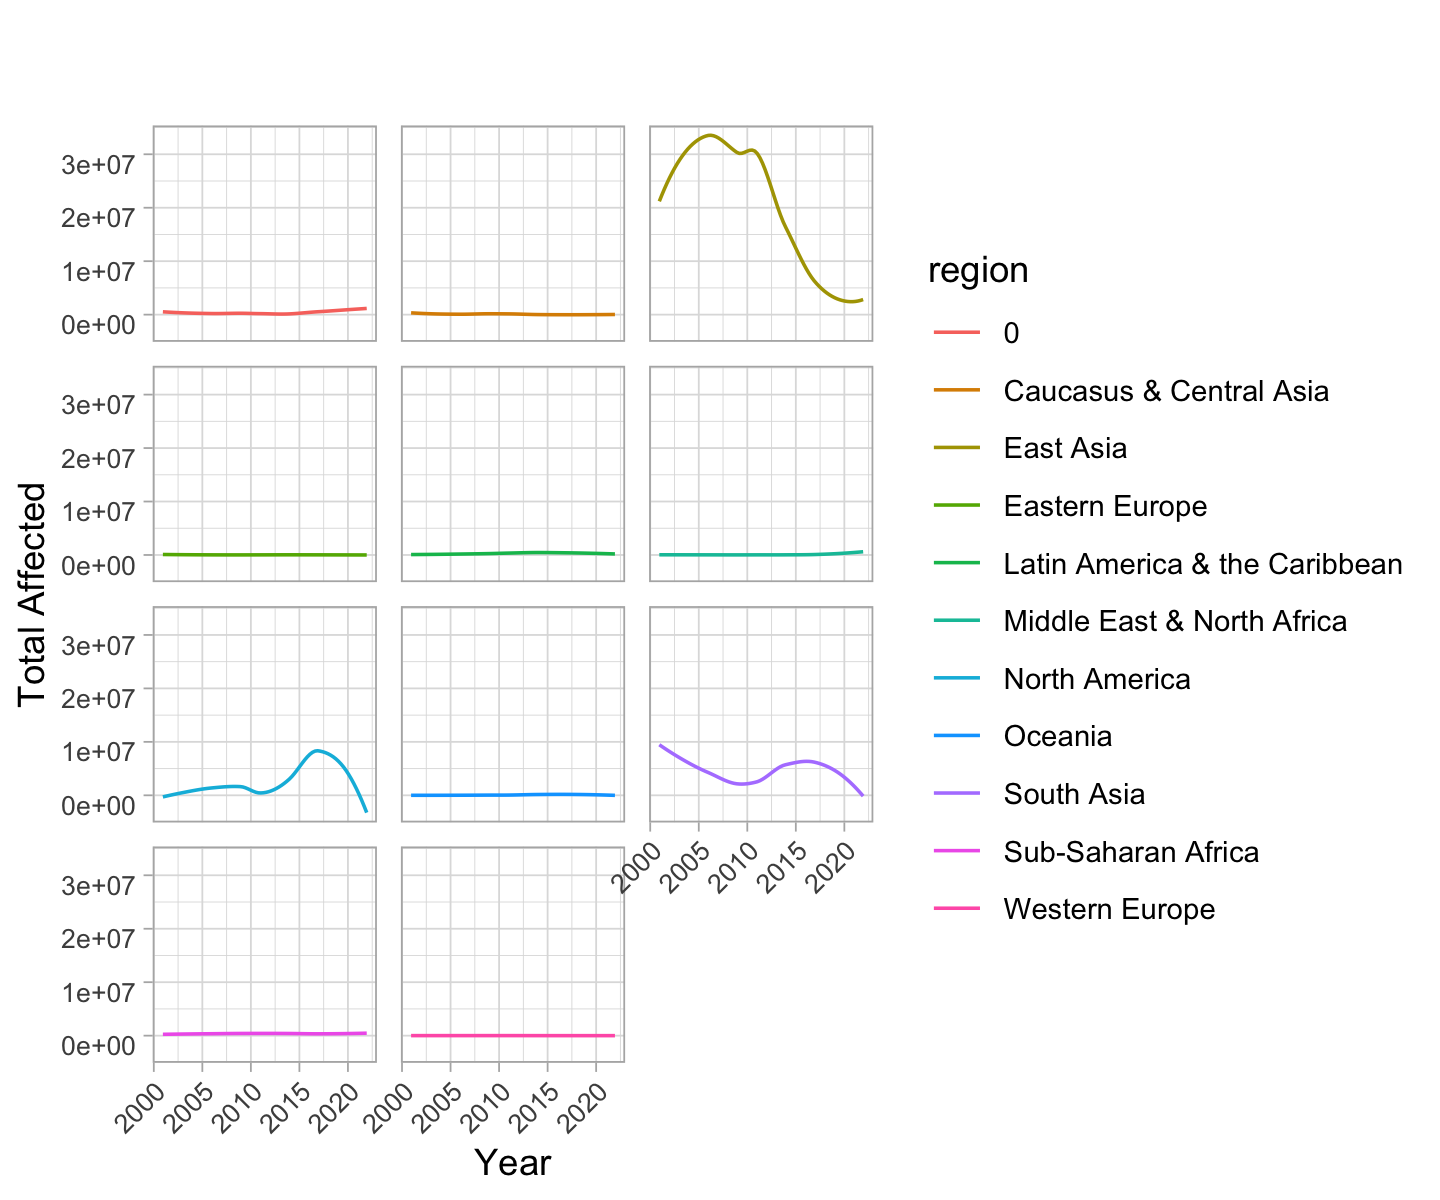 3e+07
2e+07
1e+07
0e+00
3e+07
2e+07
1e+07
0e+00
3e+07
2e+07
1e+07
0e+00
3e+07
2e+07
1e+07
0e+00
Total Affected
2000 2005 2010 2015 2020
2000 2005 2010 2015 2020
2000 2005 2010 2015 2020
Year
region
0
Caucasus & Central Asia
East Asia
Eastern Europe
Latin America & the Caribbean
Middle East & North Africa
North America
Oceania
South Asia
Sub-Saharan Africa
Western Europe